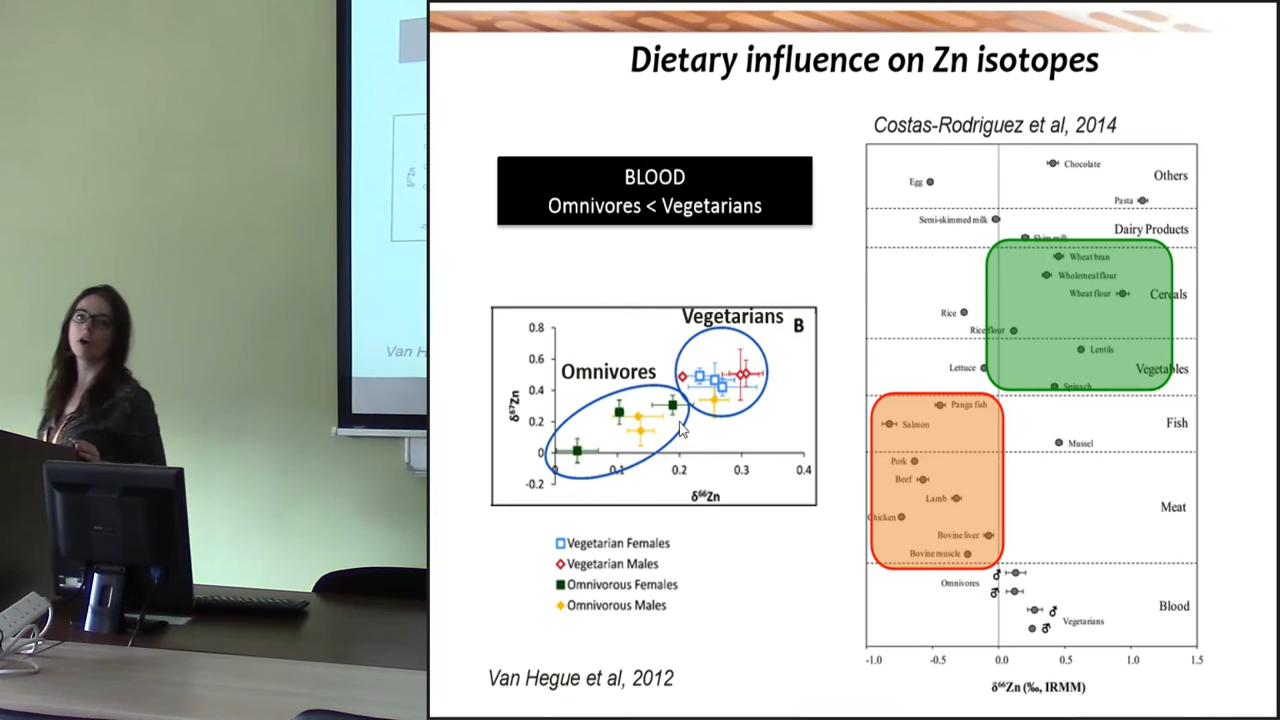 Dietary influence on Zn isotopes
Costas-Rodriguez et al, 2014
BLOOD
Omnivores < Vegetarians
Vegetarians
B
Omnivores
δ⁶⁷Zn
0.8
0.6
0.4
0.2
0
-0.2
0
0.1
0.2
0.3
0.4
δ⁶⁶Zn
Vegetarian Females
Vegetarian Males
Omnivorous Females
Omnivorous Males
Van Hegue et al, 2012
Chocolate
Others
Egg
Pasta
Semi-skimmed milk
Dairy Products
Skim milk
Wheat bran
Wholemeal flour
Wheat flour
Cereals
Rice
Rice flour
Lentils
Lettuce
Vegetables
Spinach
Panga fish
Salmon
Fish
Mussel
Pork
Beef
Lamb
Meat
Chicken
Bovine liver
Bovine muscle
♂
Omnivores
♂
♂
Blood
Vegetarians
♂
-1.0 -0.5 0.0 0.5 1.0 1.5
δ⁶⁶Zn (‰, IRMM)
Van H